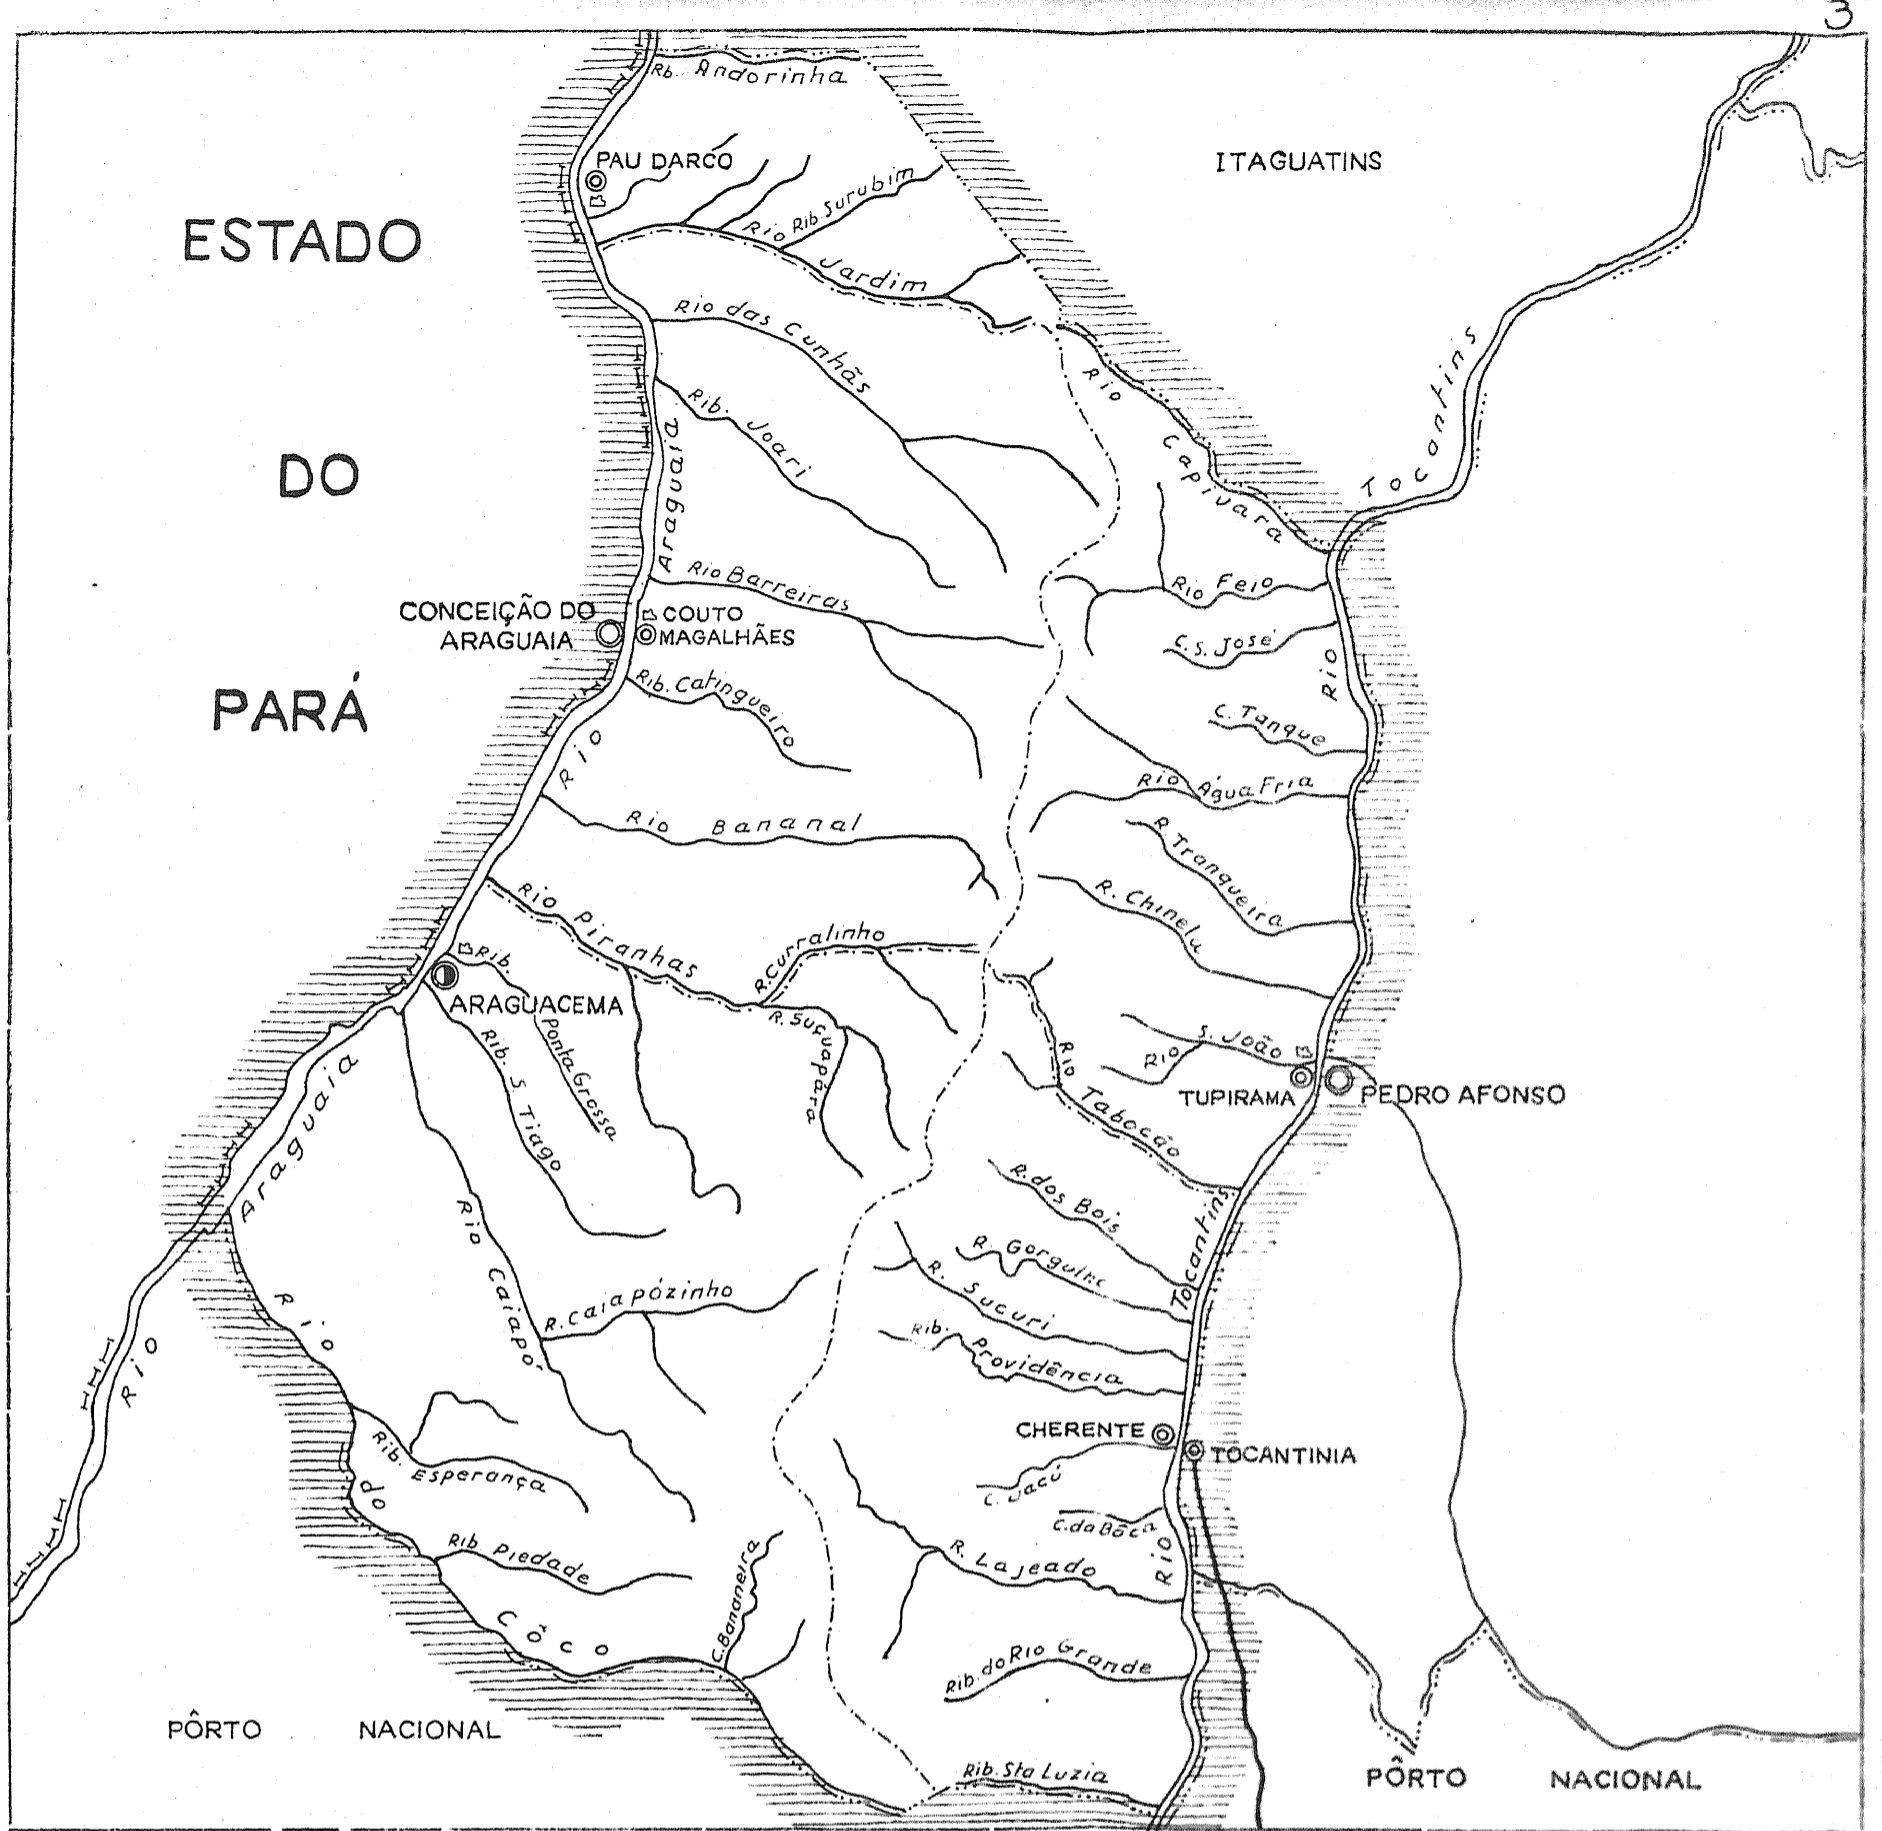 3
Rb. Andorinha
PAU DARCO
ITAGUATINS
Rib. Surubim
Rio Jardim
ESTADO
DO
PARÁ
Rio das Cunhãs
Rib. Joari
Rio Capivara
Rio Tocantins
Rio Araguaia
Rio Barreiras
Rio Feio
CONCEIÇÃO DO
ARAGUAIA
COUTO
MAGALHÃES
C. S. José
Rib. Catingueiro
C. Tanque
Rio Água Fria
Rio Bananal
R. Tranqueira
R. Chinela
Rio Piranhas
R. Curralinho
Rib. Ponta Grossa
ARAGUACEMA
R. Suçuapára
Rib. S. Tiago
Rio S. João
TUPIRAMA
PEDRO AFONSO
Rio Tabocão
Rio Araguaia
R. dos Bois
R. Gorgulho
Rio Tocantins
R. Sucuri
Rib. Providência
Rio Caiapó
R. Caiapózinho
CHERENTE
TOCANTINIA
Rib. Esperança
C. Jacú
C. da Bôca
R. Lajeado
Rib. Piedade
C. Bananeira
Rio do Côco
Rib. do Rio Grande
PÔRTO NACIONAL
Rib. Sta Luzia
PÔRTO NACIONAL